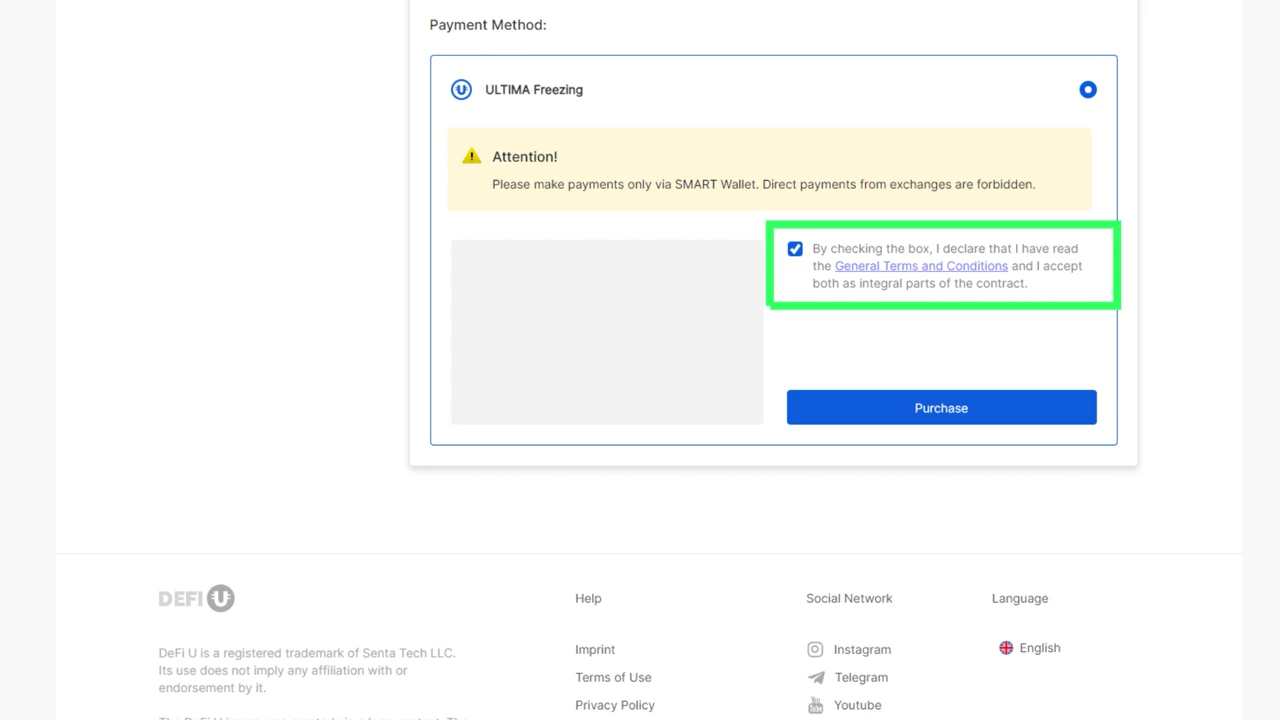 Payment Method:
ULTIMA Freezing
Attention!
Please make payments only via SMART Wallet. Direct payments from exchanges are forbidden.
By checking the box, I declare that I have read
the General Terms and Conditions and I accept
both as integral parts of the contract.
Purchase
DEFI U
DeFi U is a registered trademark of Senta Tech LLC.
Its use does not imply any affiliation with or
endorsement by it.
Help
Imprint
Terms of Use
Privacy Policy
Social Network
Instagram
Telegram
Youtube
Language
English